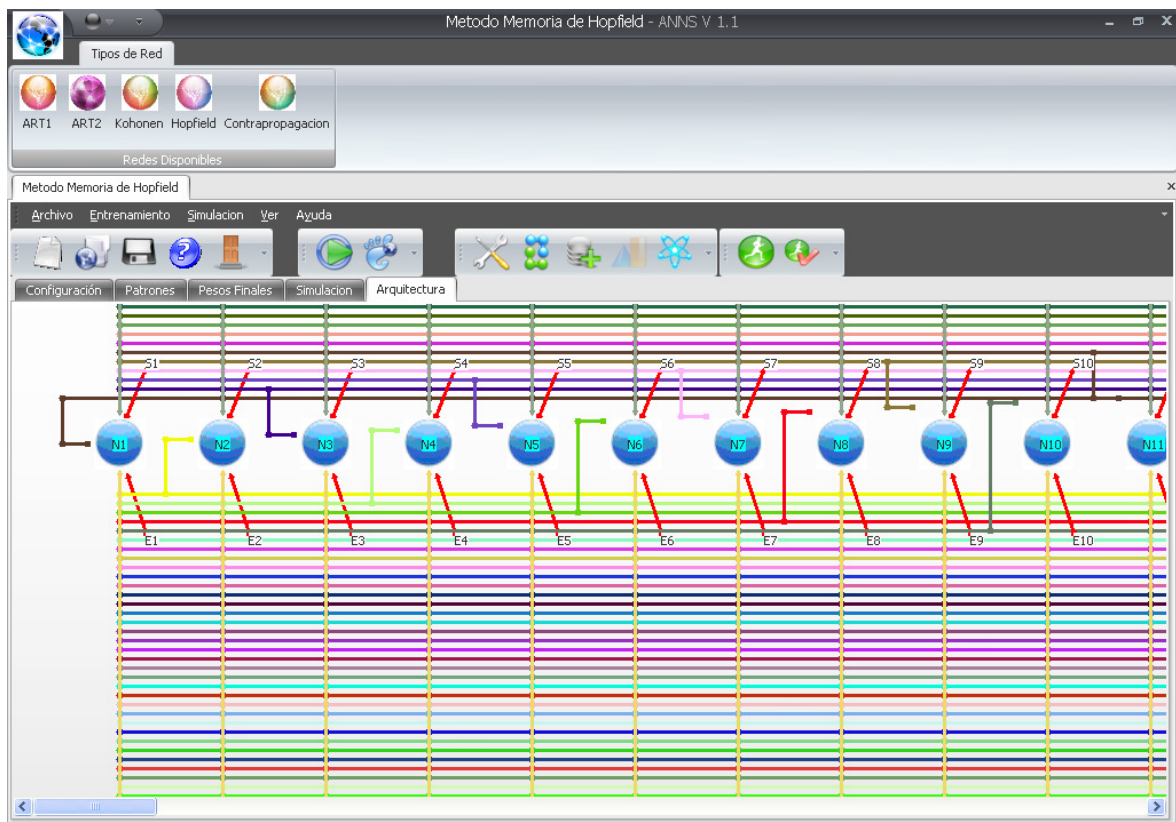 Metodo Memoria de Hopfield - ANNS V 1.1
Tipos de Red
ART1 ART2 Kohonen Hopfield Contrapropagacion
Redes Disponibles
Metodo Memoria de Hopfield
Archivo Entrenamiento Simulacion Ver Ayuda
Configuración Patrones Pesos Finales Simulacion Arquitectura
S1 S2 S3 S4 S5 S6 S7 S8 S9 S10
N1 N2 N3 N4 N5 N6 N7 N8 N9 N10 N11
E1 E2 E3 E4 E5 E6 E7 E8 E9 E10